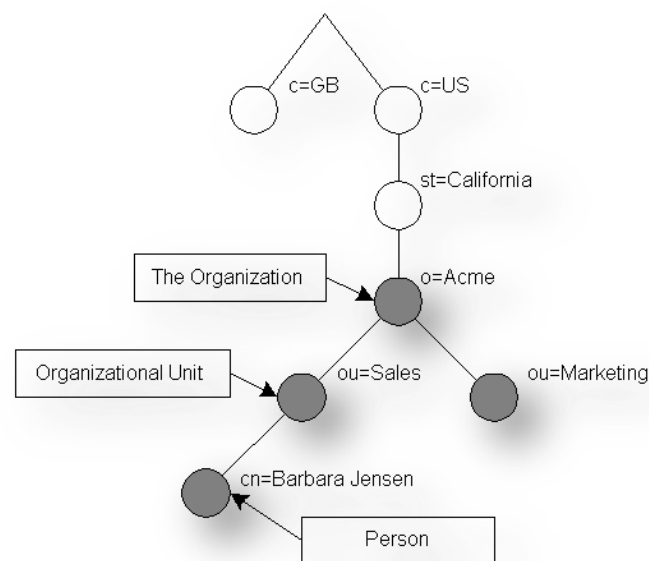 c=GB
c=US
st=California
The Organization
o=Acme
Organizational Unit
ou=Sales
ou=Marketing
cn=Barbara Jensen
Person